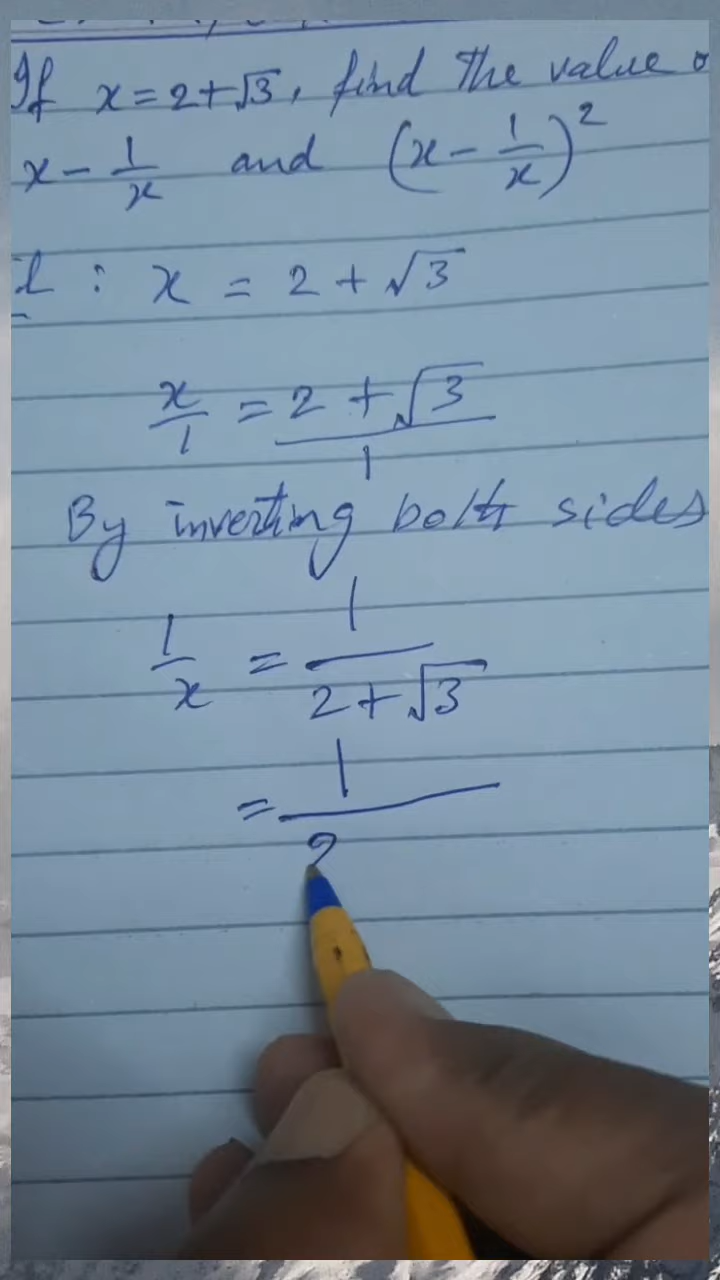 If x = 2+√3, find the value
x - 1/x and (x - 1/x)²
: x = 2 + √3
x/1 = (2 + √3)/1
By inverting both sides
1/x = 1/(2+√3)
= 1/2